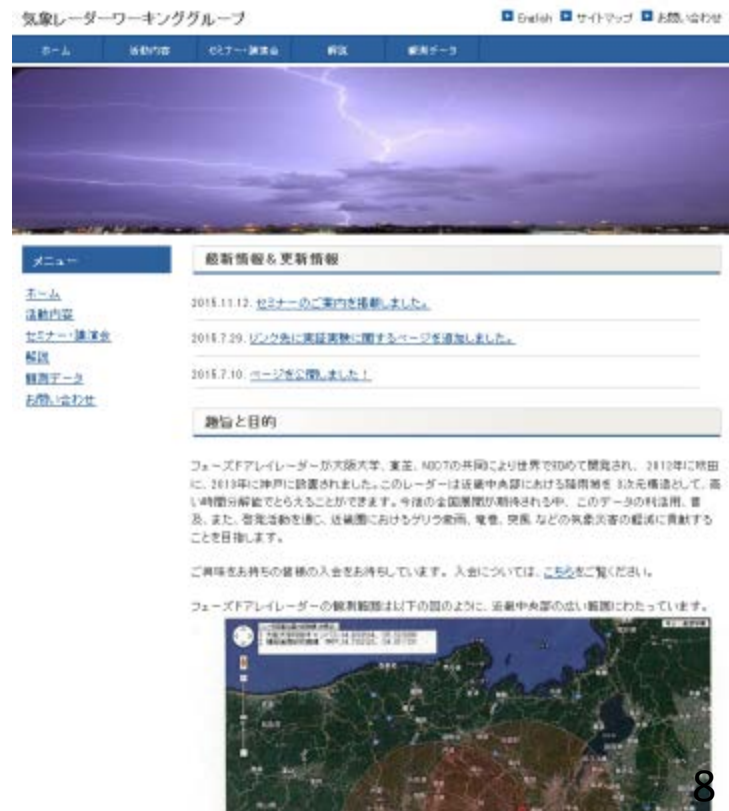 気象レーダーワーキンググループ
English サイトマップ お問い合わせ
ホーム 活動内容 セミナー・講演会 解説 観測データ
メニュー
ホーム
活動内容
セミナー・講演会
解説
観測データ
お問い合わせ
最新情報&更新情報
2015.11.12. セミナーのご案内を掲載しました。
2015.7.29. リンク先に実証実験に関するページを追加しました。
2015.7.10. ページを公開しました！
趣旨と目的
フェーズドアレイレーダーが大阪大学、東芝、NICTの共同により世界で初めて開発され、 2012年に吹田
に、2013年に神戸に設置されました。このレーダーは近畿中央部における降雨域を 3次元構造として、高
い時間分解能でとらえることができます。今後の全国展開が期待される中、このデータの利活用、普
及、また、啓発活動を通じ、近畿圏におけるゲリラ豪雨、竜巻、突風 などの気象災害の軽減に貢献する
ことを目指します。
ご興味をお持ちの皆様の入会をお待ちしています。入会については、こちらをご覧ください。
フェーズドアレイレーダーの観測範囲は以下の図のように、近畿中央部の広い範囲にわたっています。
8